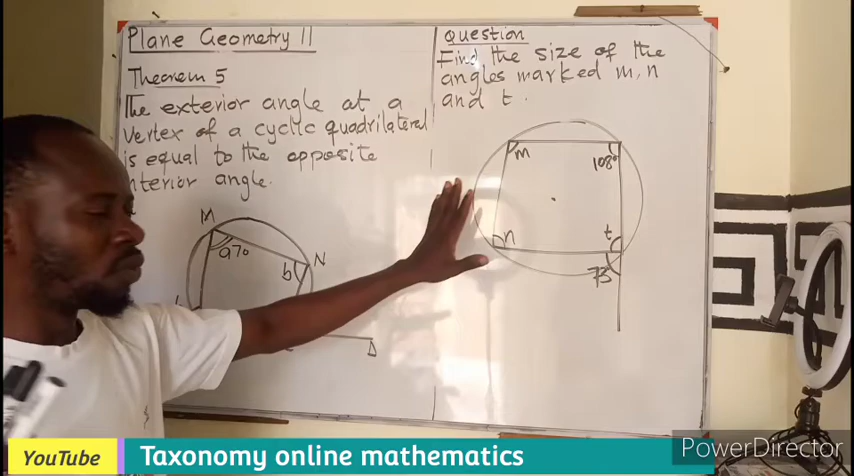 Plane Geometry 11
Theorem 5
The exterior angle at a
vertex of a cyclic quadrilateral
is equal to the opposite
interior angle.
M
a 97°
b
N
D
Question
Find the size of the
angles marked m, n
and t.
m
108°
n
t
73
YouTube
Taxonomy online mathematics
PowerDirector